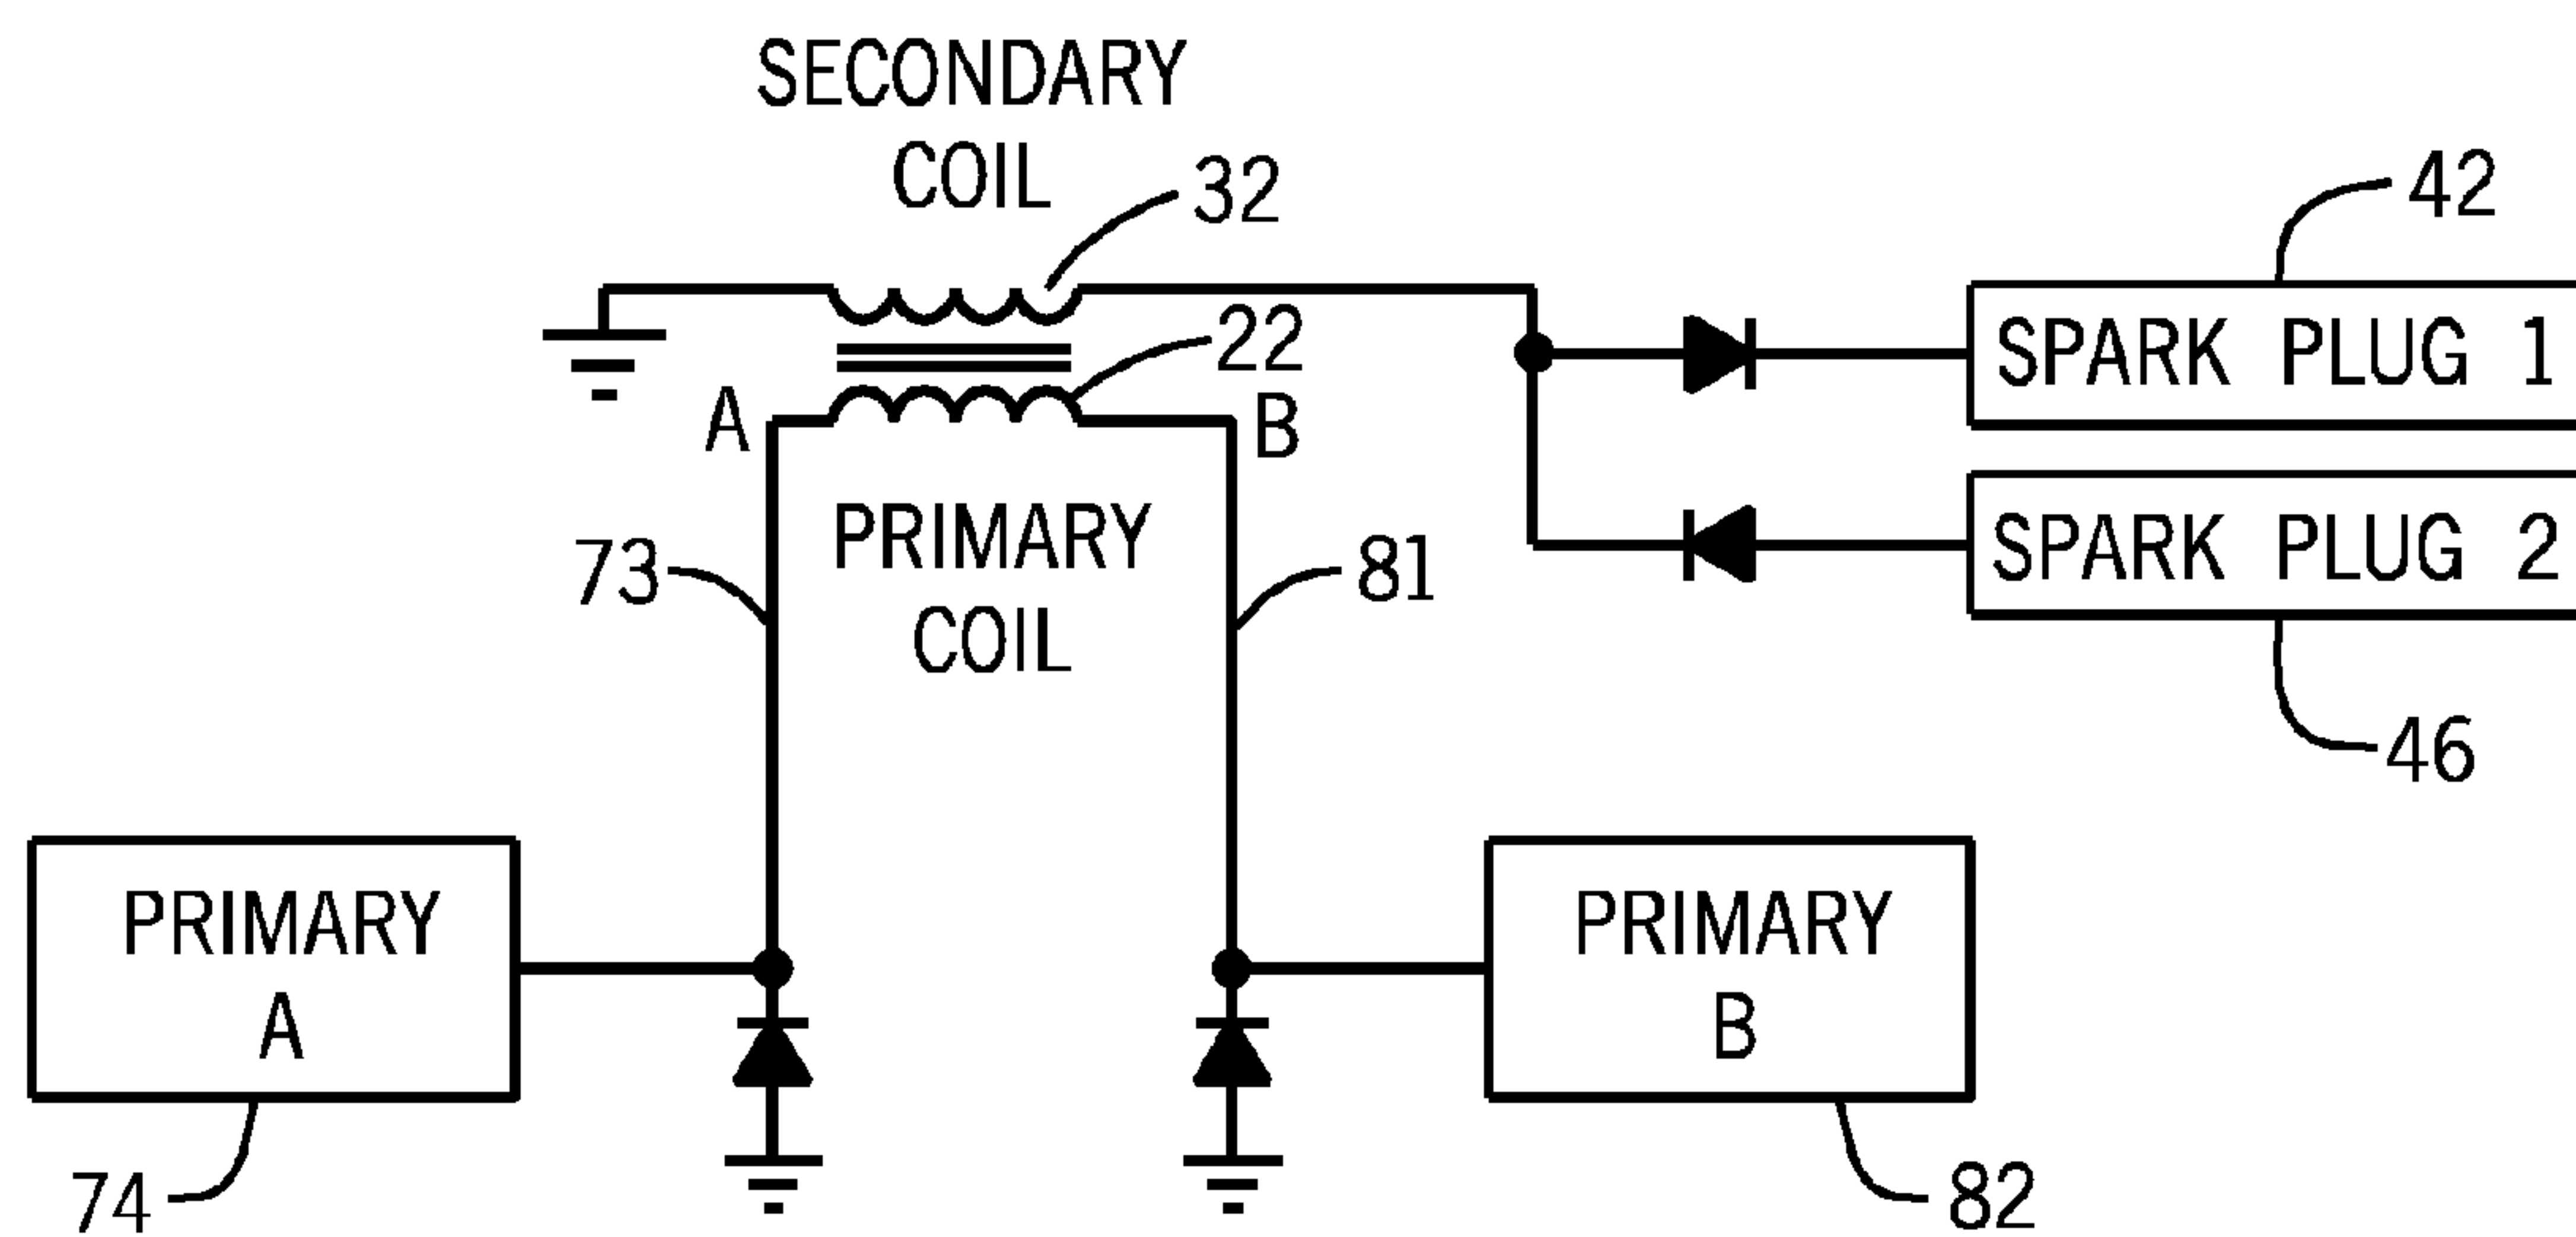 SECONDARY
COIL
32
42
22
SPARK PLUG 1
A
B
PRIMARY
COIL
73
81
SPARK PLUG 2
46
PRIMARY
A
PRIMARY
B
74
82